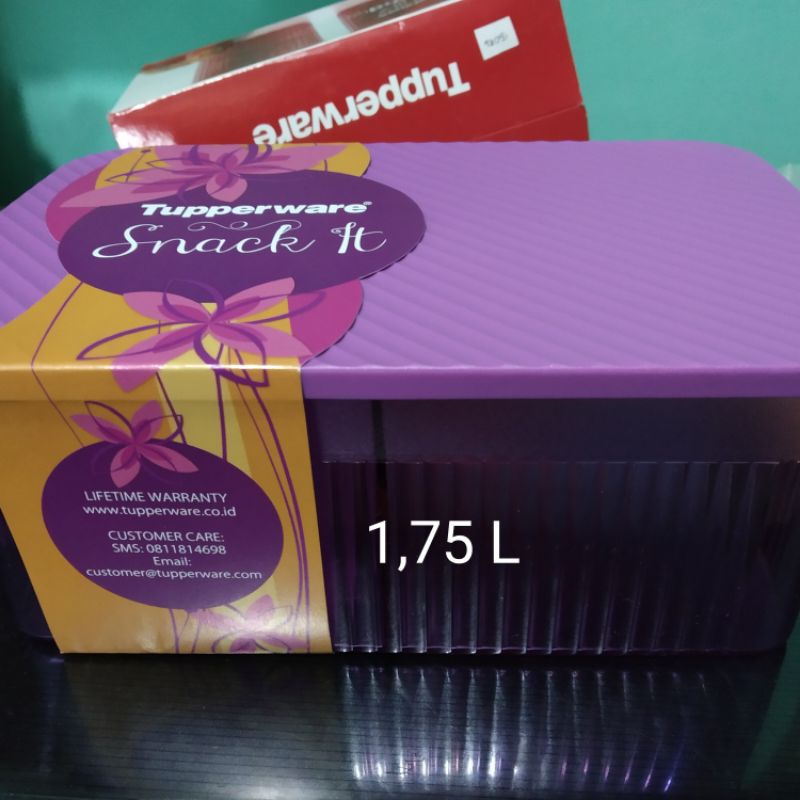 Tupperware
Tupperware®
Snack It
LIFETIME WARRANTY
www.tupperware.co.id
CUSTOMER CARE:
SMS: 0811814698
Email:
customer@tupperware.com
1,75 L